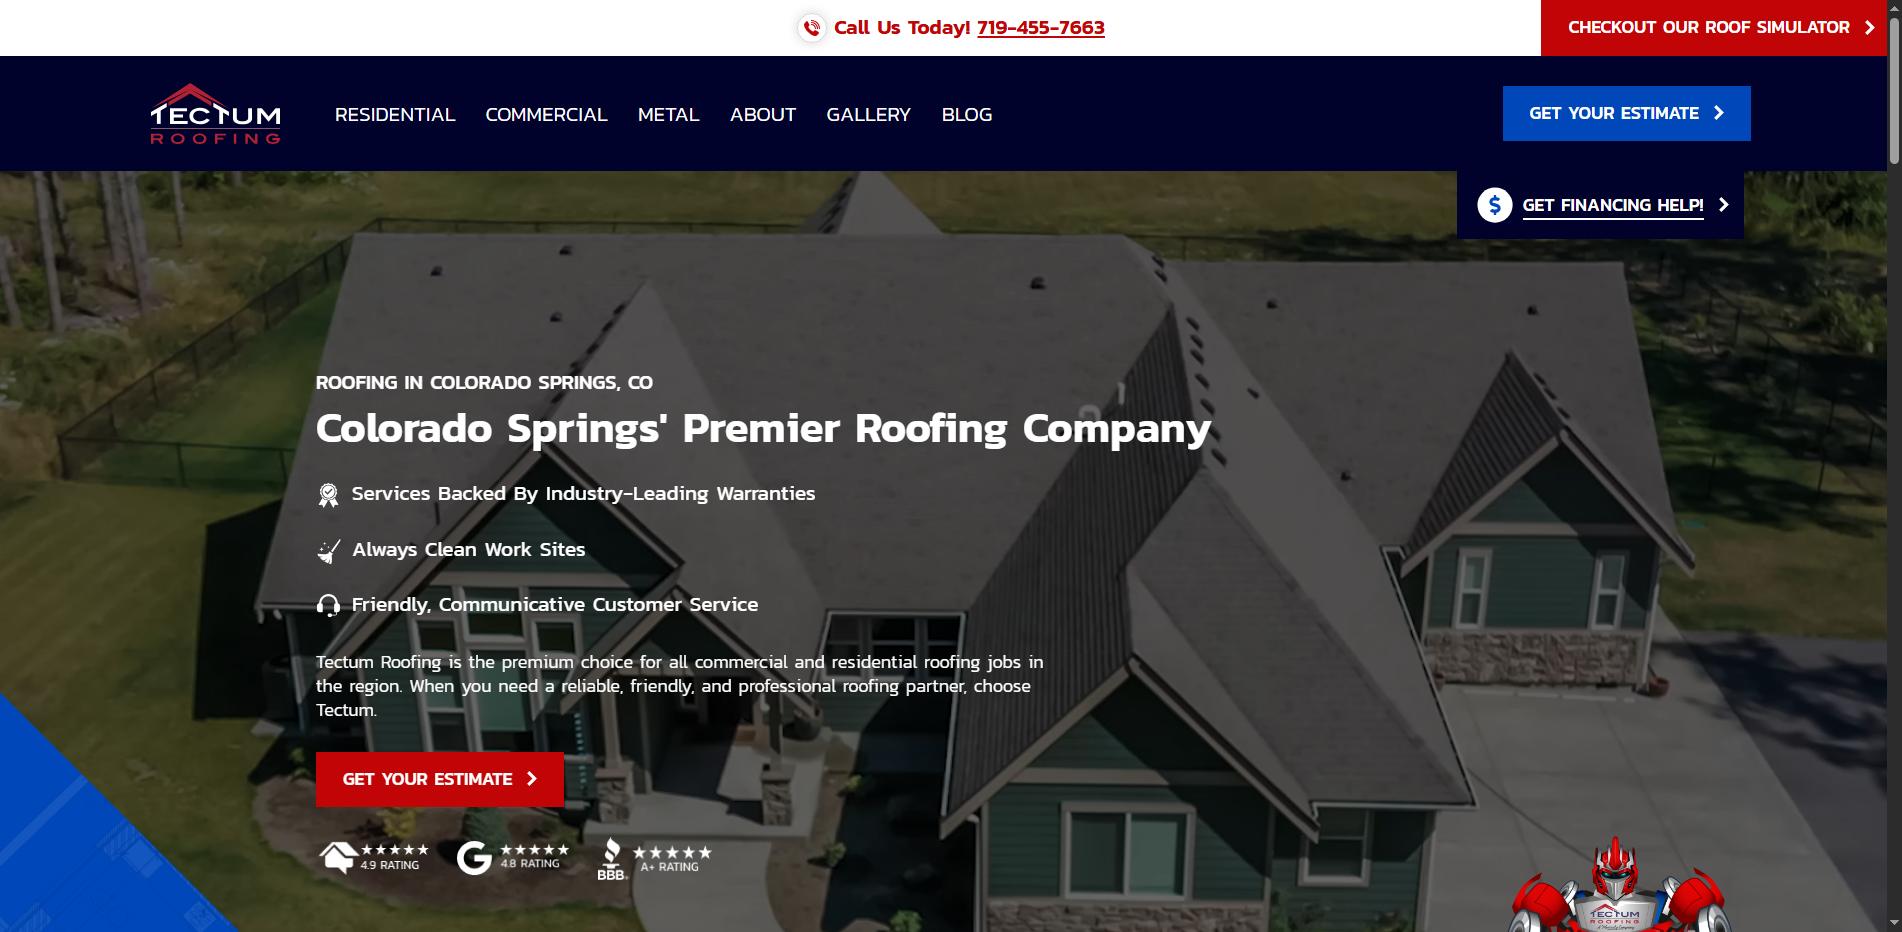 Call Us Today! 719-455-7663
CHECKOUT OUR ROOF SIMULATOR
TECTUM
ROOFING
RESIDENTIAL
COMMERCIAL
METAL
ABOUT
GALLERY
BLOG
GET YOUR ESTIMATE
$ GET FINANCING HELP!
ROOFING IN COLORADO SPRINGS, CO
Colorado Springs' Premier Roofing Company
Services Backed By Industry-Leading Warranties
Always Clean Work Sites
Friendly, Communicative Customer Service
Tectum Roofing is the premium choice for all commercial and residential roofing jobs in
the region. When you need a reliable, friendly, and professional roofing partner, choose
Tectum.
GET YOUR ESTIMATE
4.9 RATING
G
4.8 RATING
BBB
A+ RATING
TECTUM
ROOFING